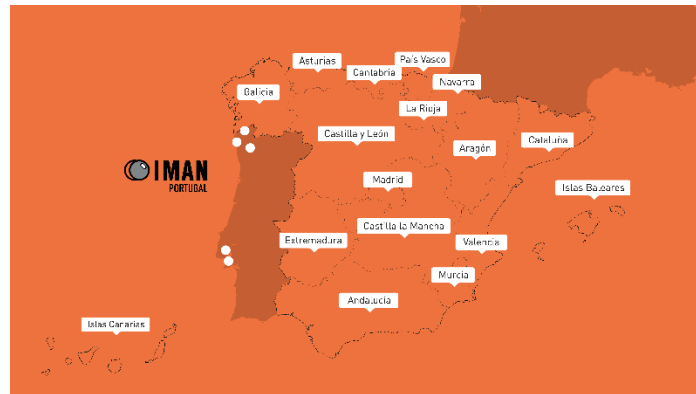 País Vasco
Asturias
Cantabria
Navarra
Galicia
La Rioja
Castilla y León
Cataluña
Aragón
IMAN
PORTUGAL
Madrid
Islas Baleares
Castilla la Mancha
Extremadura
Valencia
Murcia
Andalucía
Islas Canarias